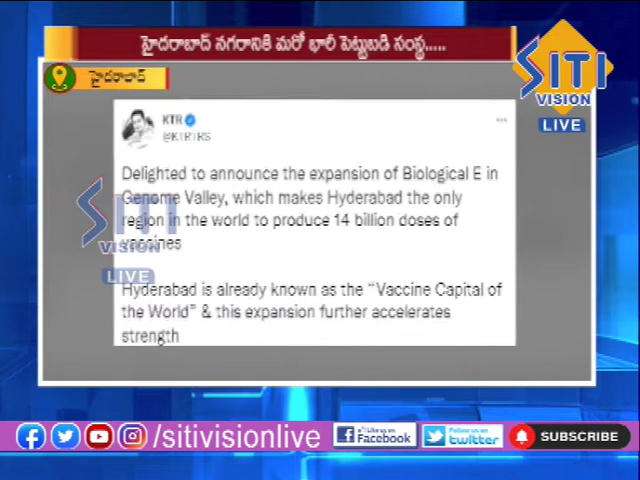 హైదరాబాద్ నగరానికి మరో భారీ పెట్టుబడి సంస్థ.....
SITI
VISION
LIVE
హైదరాబాద్
KTR
@KTRTRS
Delighted to announce the expansion of Biological E in
Genome Valley, which makes Hyderabad the only
region in the world to produce 14 billion doses of
vaccines
SITI
VISION
LIVE
Hyderabad is already known as the “Vaccine Capital of
the World” & this expansion further accelerates
strength
/sitivisionlive
Like us on
Facebook
Follow us on
twitter
SUBSCRIBE